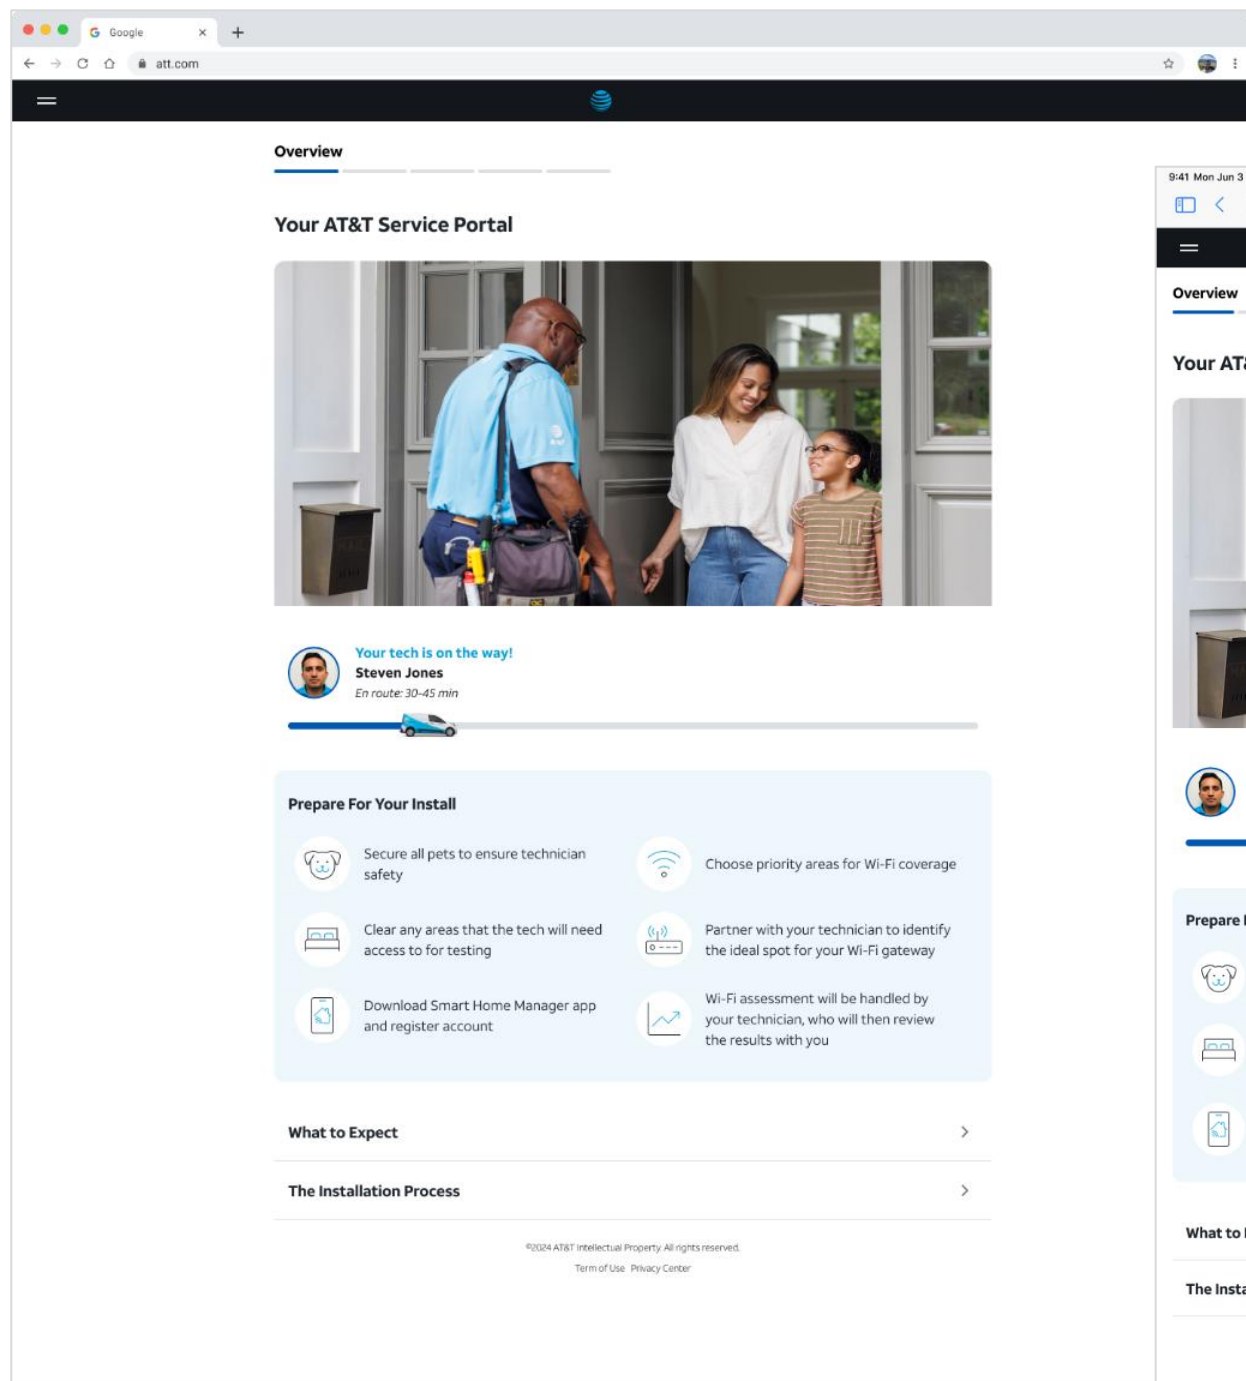 Google
att.com
Overview
Your AT&T Service Portal
AT&T
Your tech is on the way!
Steven Jones
En route: 30-45 min
Prepare For Your Install
Secure all pets to ensure technician
safety
Clear any areas that the tech will need
access to for testing
Download Smart Home Manager app
and register account
Choose priority areas for Wi-Fi coverage
Partner with your technician to identify
the ideal spot for your Wi-Fi gateway
Wi-Fi assessment will be handled by
your technician, who will then review
the results with you
What to Expect
The Installation Process
©2024 AT&T Intellectual Property. All rights reserved.
Term of Use Privacy Center
9:41 Mon Jun 3
Overview
Your AT&
Prepare
What to
The Insta